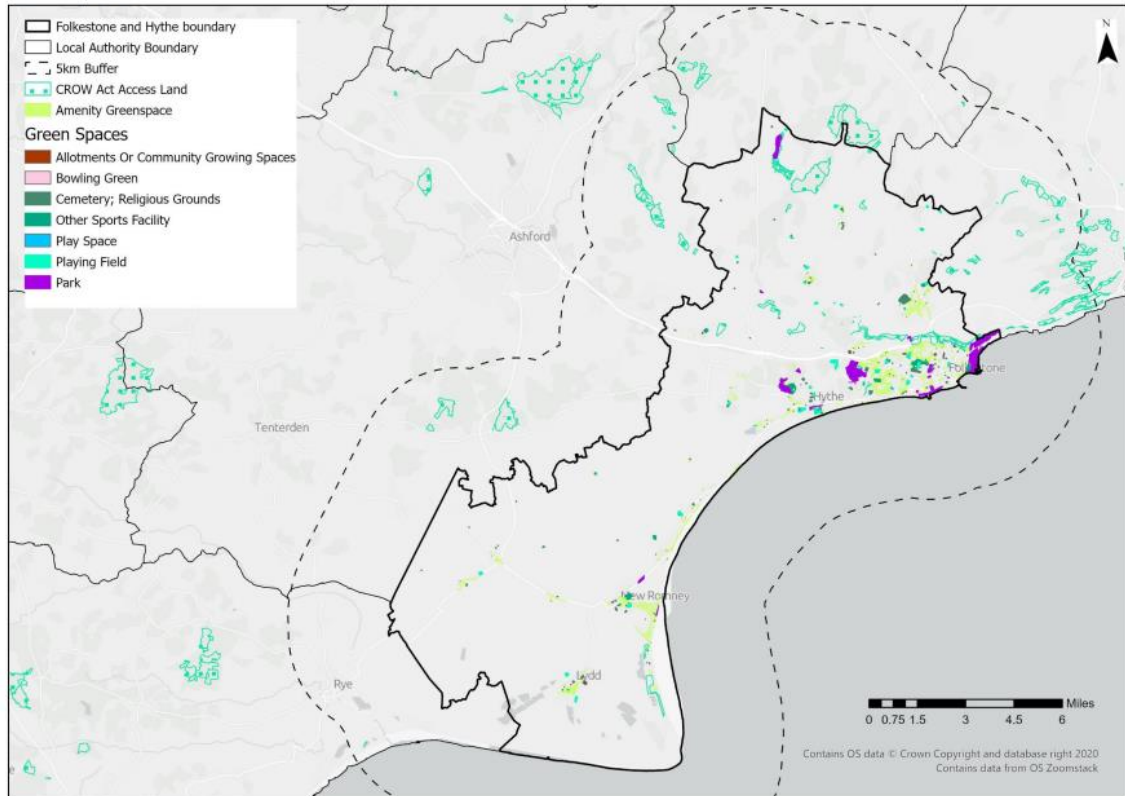 Folkestone and Hythe boundary
Local Authority Boundary
5km Buffer
CROW Act Access Land
Amenity Greenspace
Green Spaces
Allotments Or Community Growing Spaces
Bowling Green
Cemetery; Religious Grounds
Other Sports Facility
Play Space
Playing Field
Park
N
Ashford
Folkestone
Hythe
Tenterden
New Romney
Rye
Lydd
Miles
0 0.75 1.5 3 4.5 6
Contains OS data © Crown Copyright and database right 2020
Contains data from OS Zoomstack